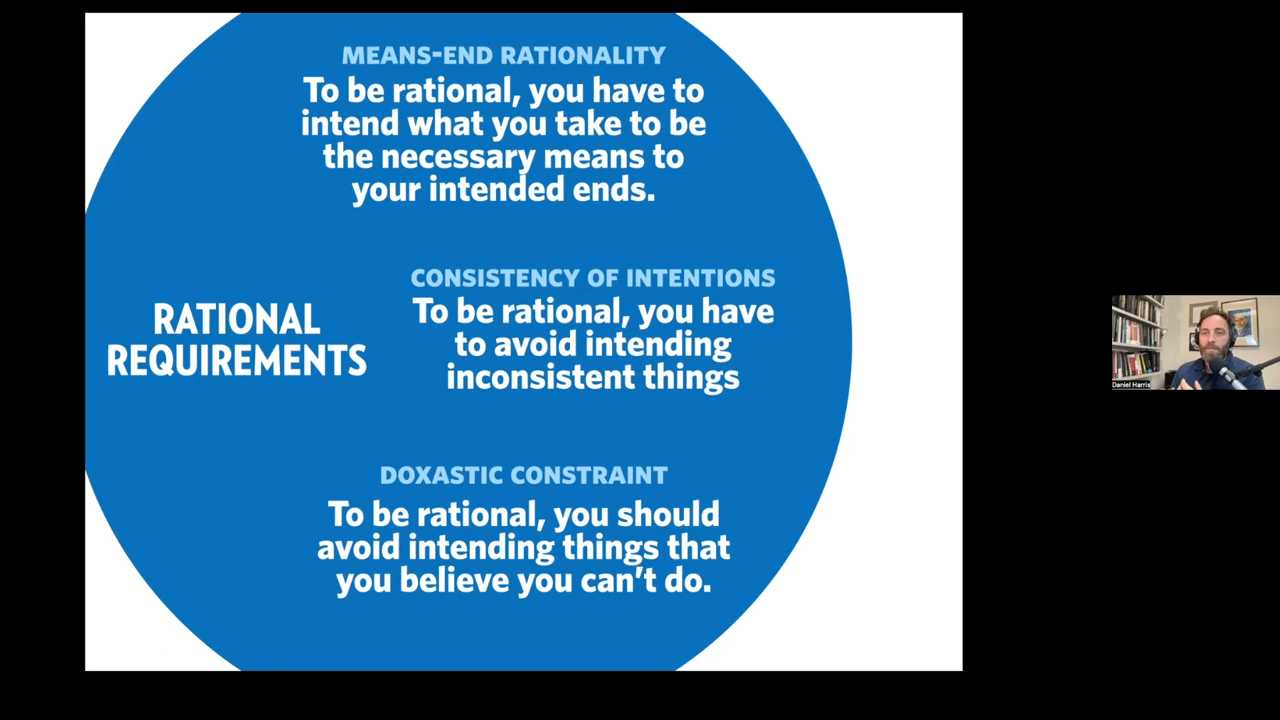 MEANS-END RATIONALITY
To be rational, you have to
intend what you take to be
the necessary means to
your intended ends.
RATIONAL
REQUIREMENTS
CONSISTENCY OF INTENTIONS
To be rational, you have
to avoid intending
inconsistent things
DOXASTIC CONSTRAINT
To be rational, you should
avoid intending things that
you believe you can't do.
Daniel Harris